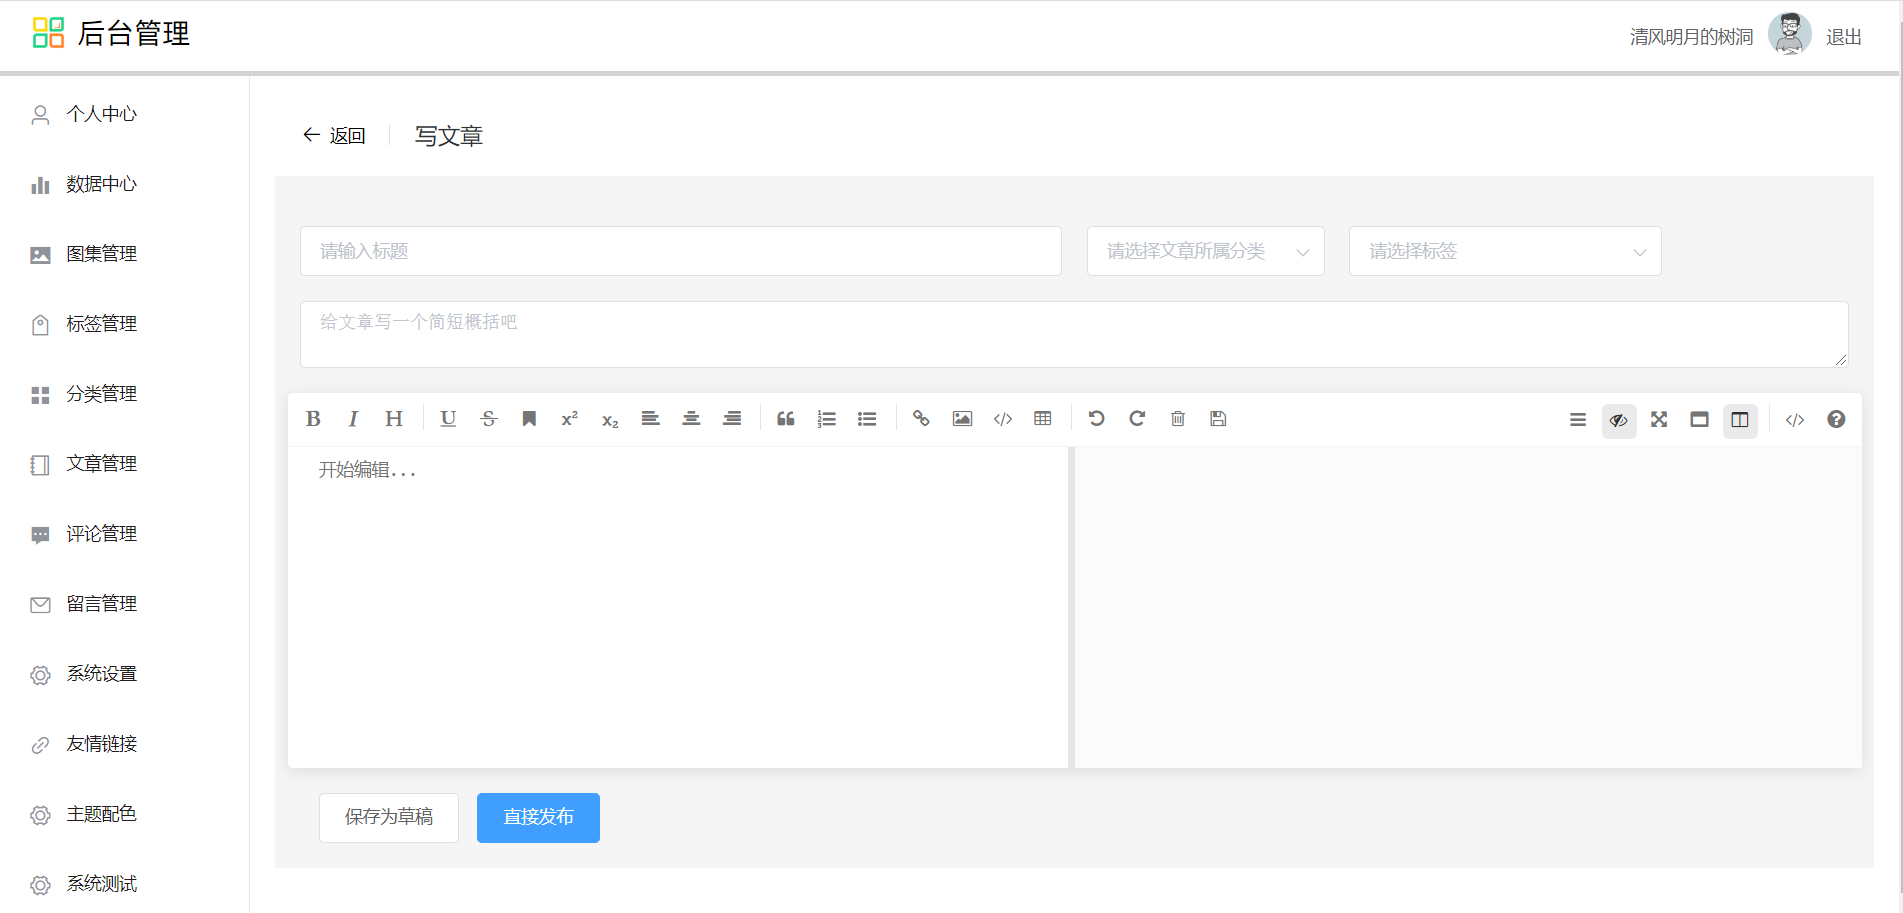 后台管理
清风明月的树洞 退出
个人中心
数据中心
图集管理
标签管理
分类管理
文章管理
评论管理
留言管理
系统设置
友情链接
主题配色
系统测试
返回 写文章
请输入标题 请选择文章所属分类 请选择标签
给文章写一个简短概括吧
开始编辑...
保存为草稿 直接发布